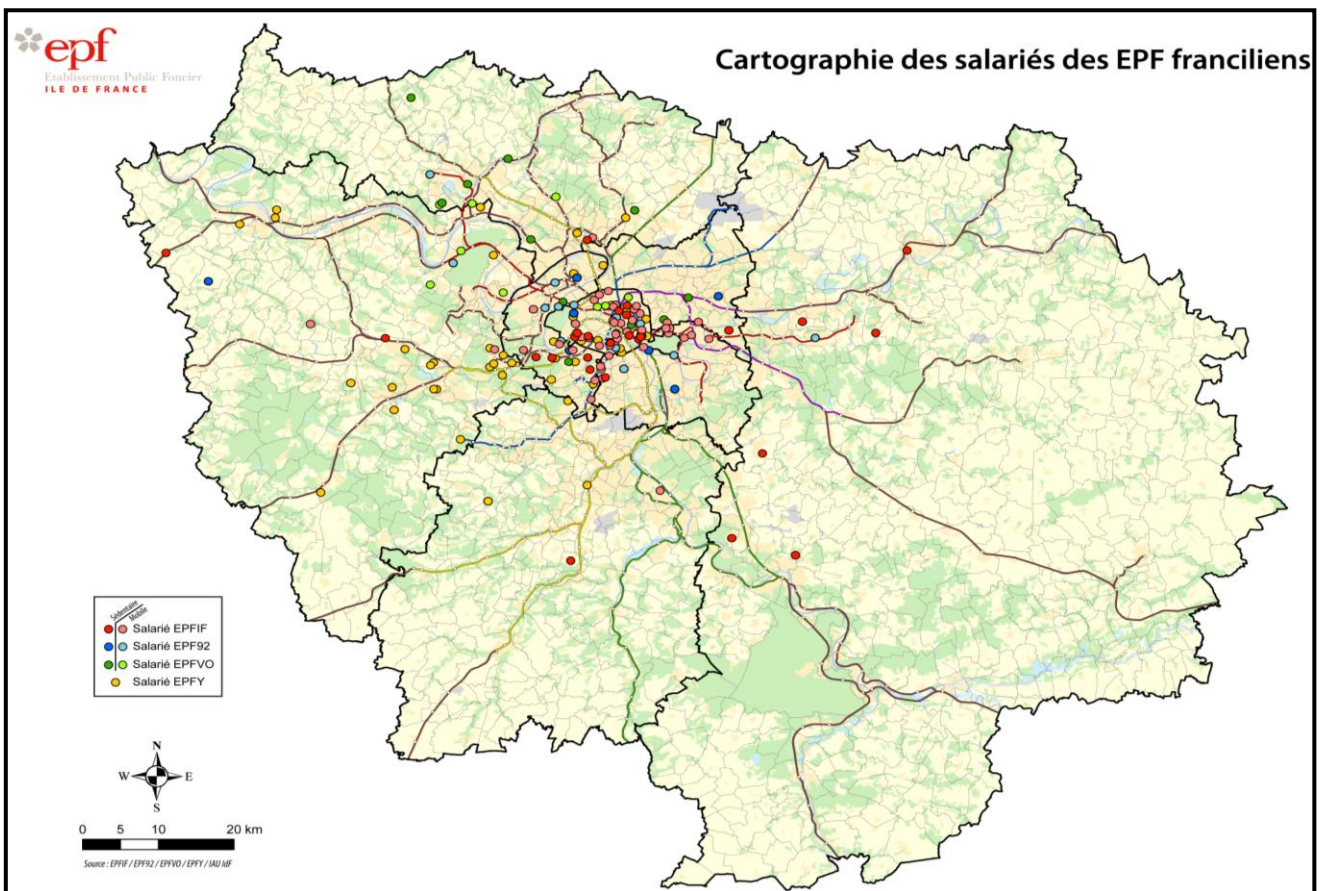 epf
Etablissement Public Foncier
ILE DE FRANCE
Cartographie des salariés des EPF franciliens
Sédentaire
Mobile
Salarié EPFIF
Salarié EPF92
Salarié EPFVO
Salarié EPFY
N
W E
S
0 5 10 20 km
Source : EPFIF / EPF92 / EPFVO / EPFY / IAU IdF